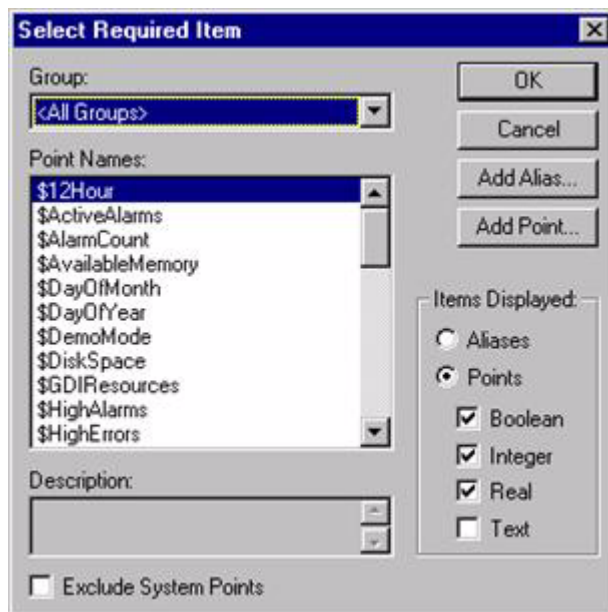 Select Required Item
Group:
<All Groups>
Point Names:
$12Hour
$ActiveAlarms
$AlarmCount
$AvailableMemory
$DayOfMonth
$DayOfYear
$DemoMode
$DiskSpace
$GDIResources
$HighAlarms
$HighErrors
Description:
Exclude System Points
OK
Cancel
Add Alias...
Add Point...
Items Displayed:
Aliases
Points
Boolean
Integer
Real
Text